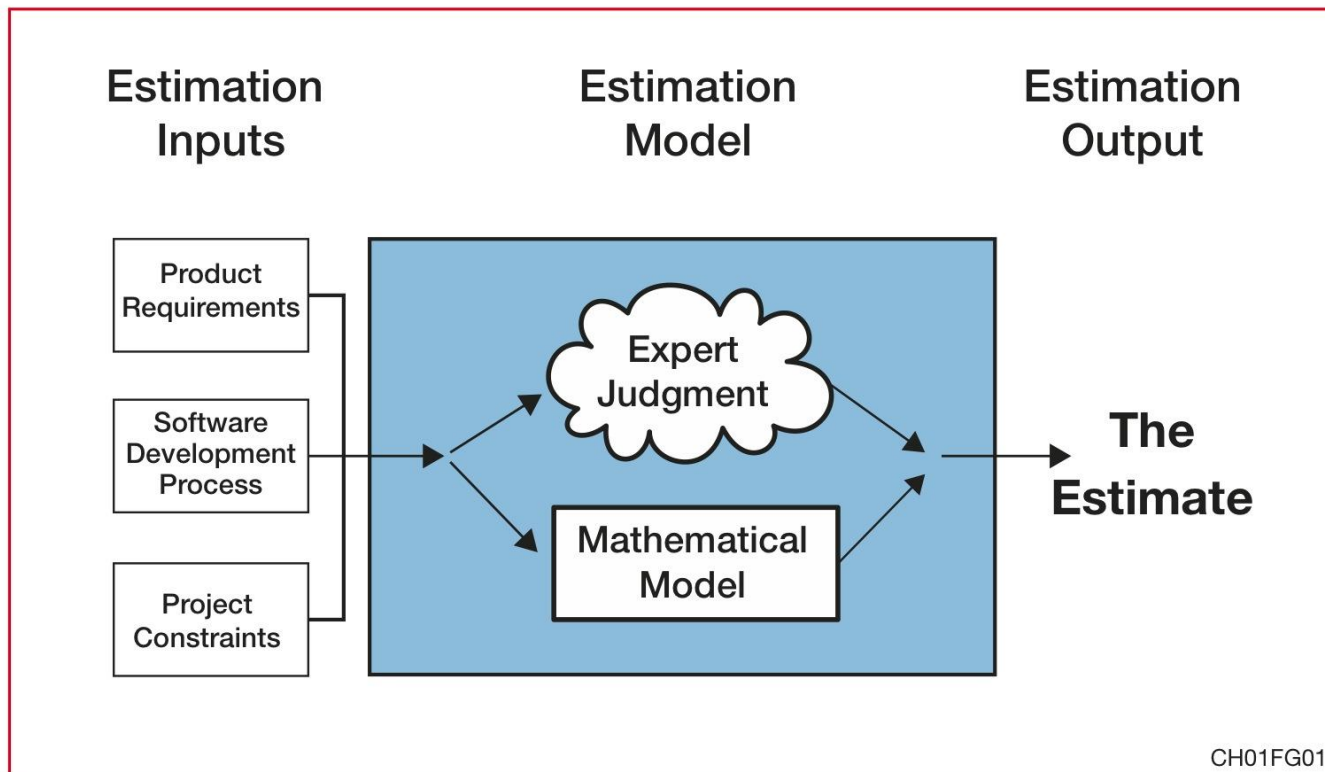 Estimation
Inputs
Estimation
Model
Estimation
Output
Product
Requirements
Software
Development
Process
Project
Constraints
Expert
Judgment
Mathematical
Model
The
Estimate
CH01FG01